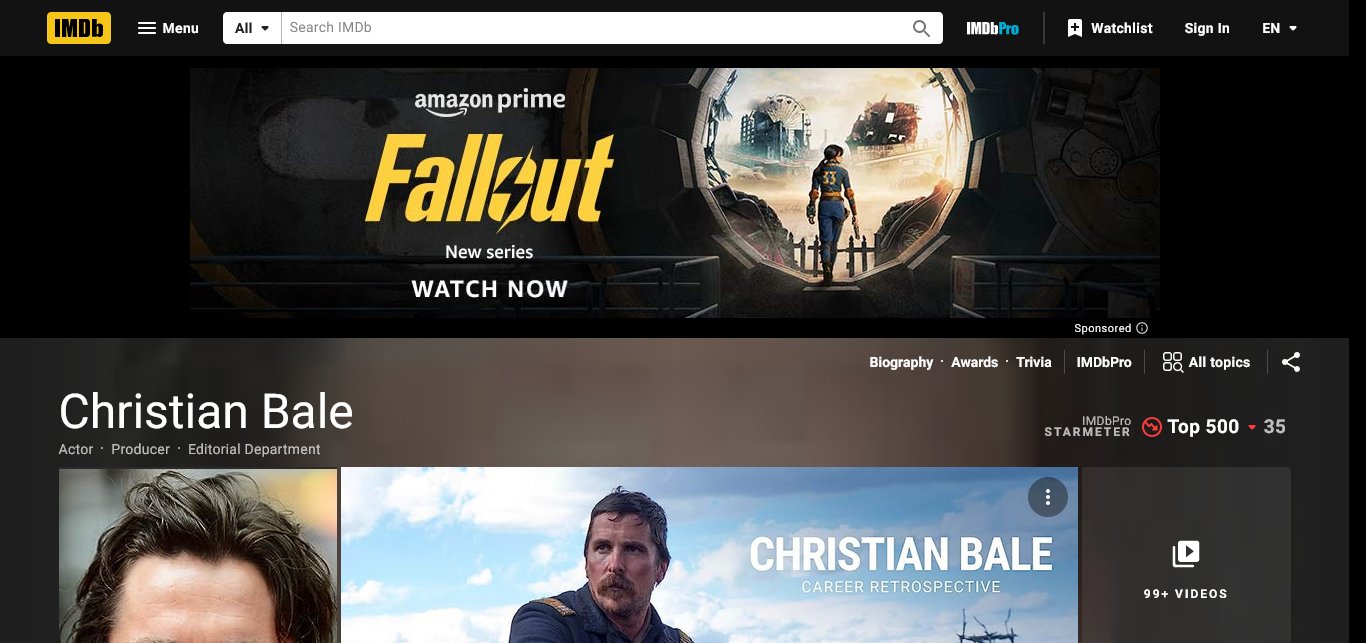 IMDb
Menu
All
Search IMDb
IMDbPro
Watchlist
Sign In
EN
amazon prime
Fallout
New series
WATCH NOW
33
Sponsored
Biography · Awards · Trivia
IMDbPro
All topics
Christian Bale
Actor · Producer · Editorial Department
IMDbPro
STARMETER
Top 500
35
CHRISTIAN BALE
CAREER RETROSPECTIVE
99+ VIDEOS